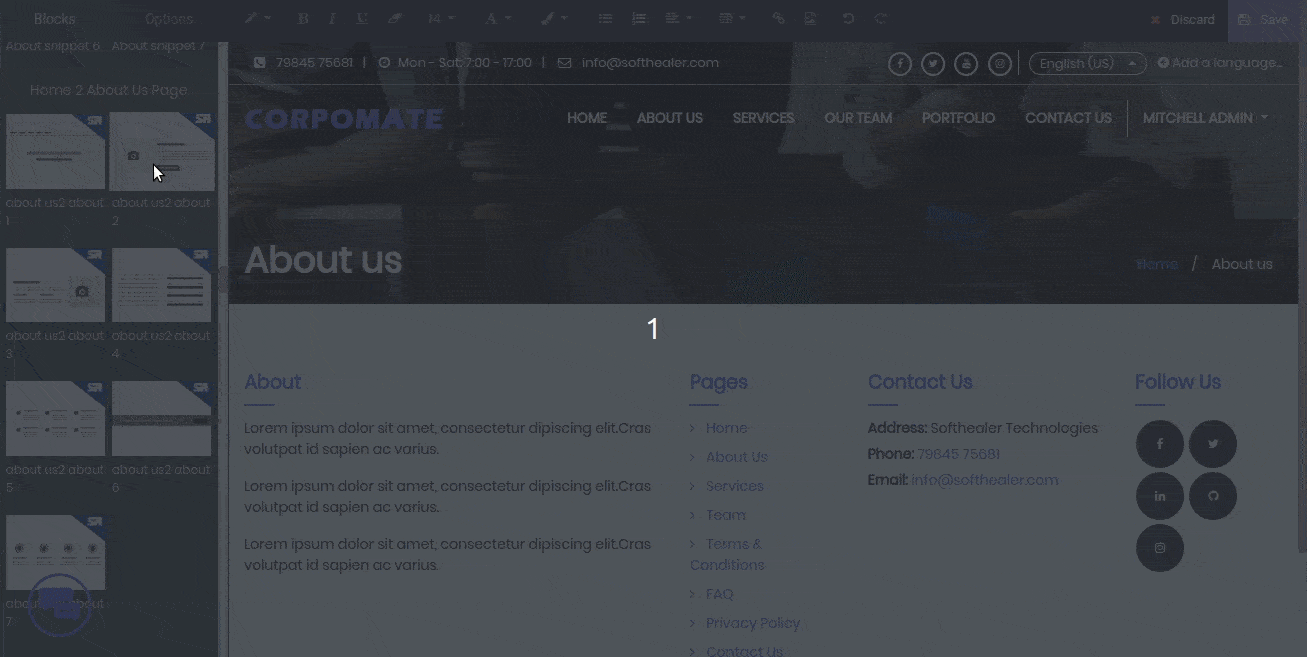 Blocks Options 14 Discard Save
About snippet 6 About snippet 7
Home 2 About Us Page
SR SR
about us2 about 1
about us2 about 2
SR SR
about us2 about 3
about us2 about 4
SR SR
about us2 about 5
about us2 about 6
SR
about
7
79845 75681 | Mon - Sat: 7:00 - 17:00 | info@softhealer.com English (US) Add a language...
CORPOMATE HOME ABOUT US SERVICES OUR TEAM PORTFOLIO CONTACT US MITCHELL ADMIN
About us Home / About us
1
About
Lorem ipsum dolor sit amet, consectetur dipiscing elit.Cras
volutpat id sapien ac varius.
Lorem ipsum dolor sit amet, consectetur dipiscing elit.Cras
volutpat id sapien ac varius.
Lorem ipsum dolor sit amet, consectetur dipiscing elit.Cras
volutpat id sapien ac varius.
Pages
Home
About Us
Services
Team
Terms &
Conditions
FAQ
Privacy Policy
Contact Us
Contact Us
Address: Softhealer Technologies
Phone: 79845 75681
Email: info@softhealer.com
Follow Us